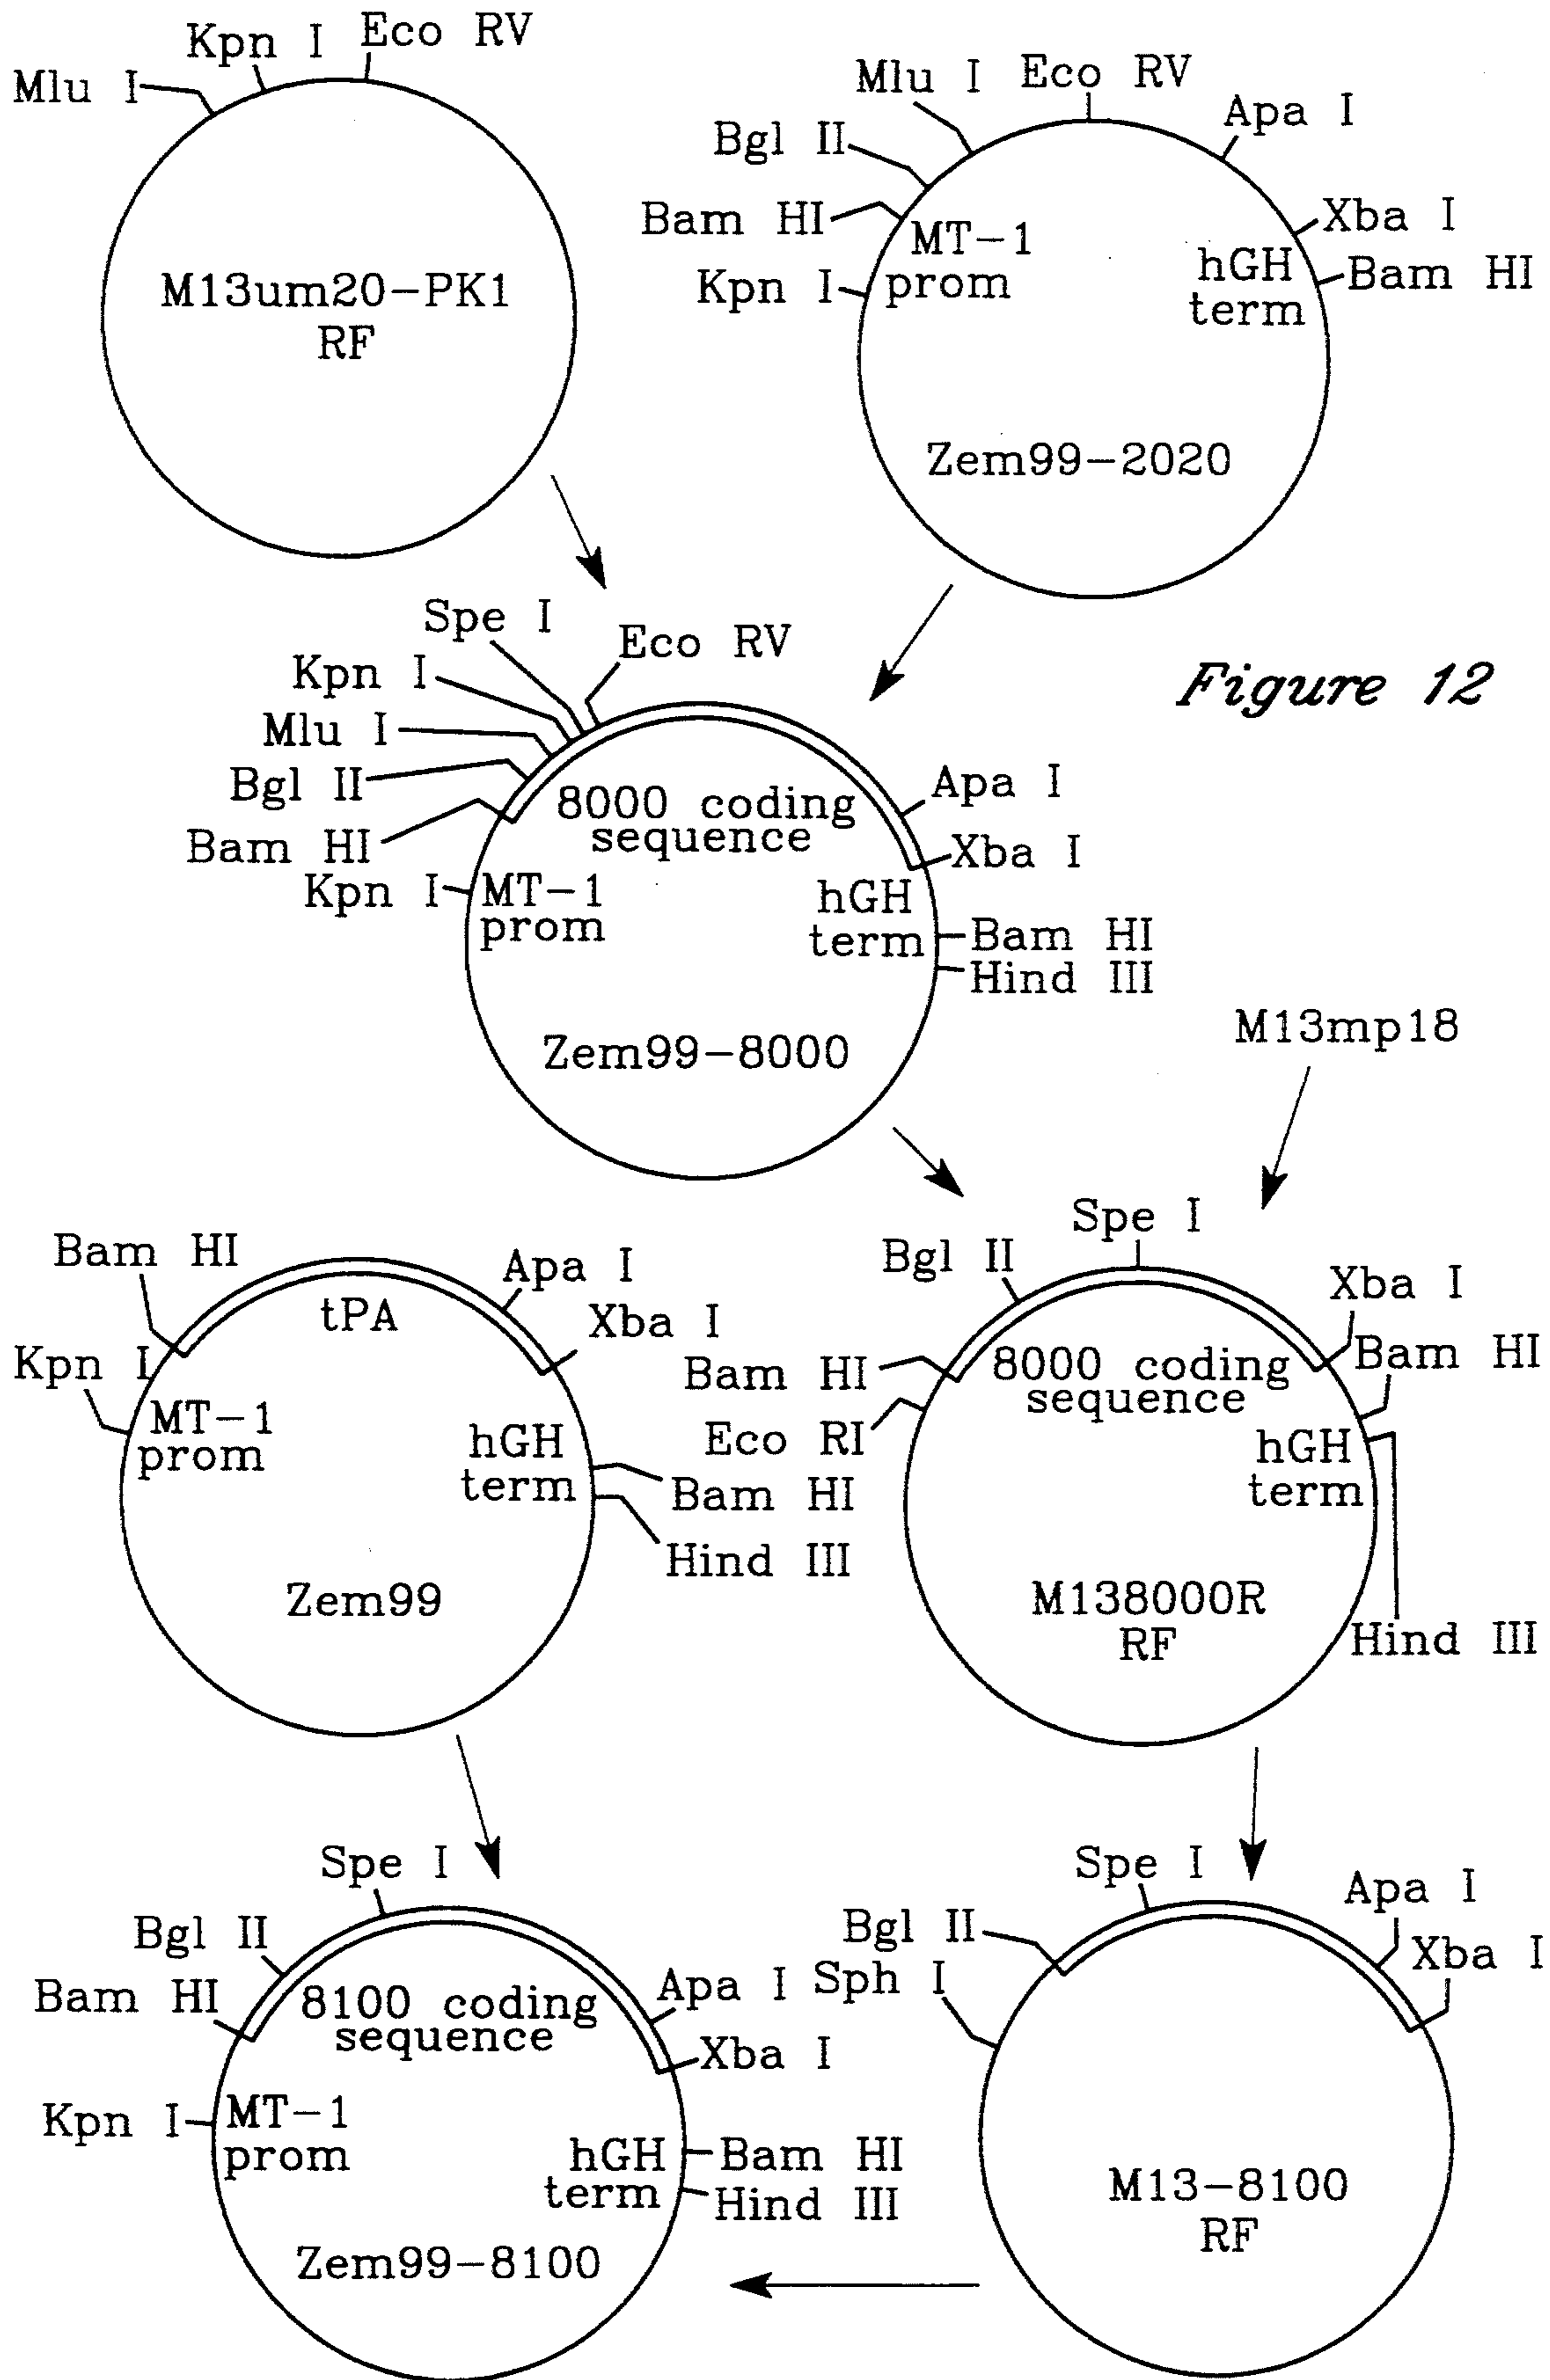 Kpn I
Eco RV
Mlu I
M13um20-PK1
RF
Mlu I
Eco RV
Apa I
Bgl II
Bam HI
Xba I
MT-1
prom
hGH
term
Bam HI
Kpn I
Zem99-2020
Figure 12
Spe I
Eco RV
Kpn I
Mlu I
Bgl II
8000 coding
sequence
Apa I
Bam HI
Xba I
Kpn I
MT-1
prom
hGH
term
Bam HI
Hind III
Zem99-8000
M13mp18
Bam HI
Apa I
tPA
Xba I
Kpn I
MT-1
prom
hGH
term
Bam HI
Hind III
Zem99
Spe I
Bgl II
Xba I
Bam HI
8000 coding
sequence
Bam HI
Eco RI
hGH
term
M138000R
RF
Hind III
Spe I
Bgl II
Bam HI
8100 coding
sequence
Apa I
Xba I
Kpn I
MT-1
prom
hGH
term
Bam HI
Hind III
Zem99-8100
Spe I
Apa I
Bgl II
Xba I
Sph I
M13-8100
RF